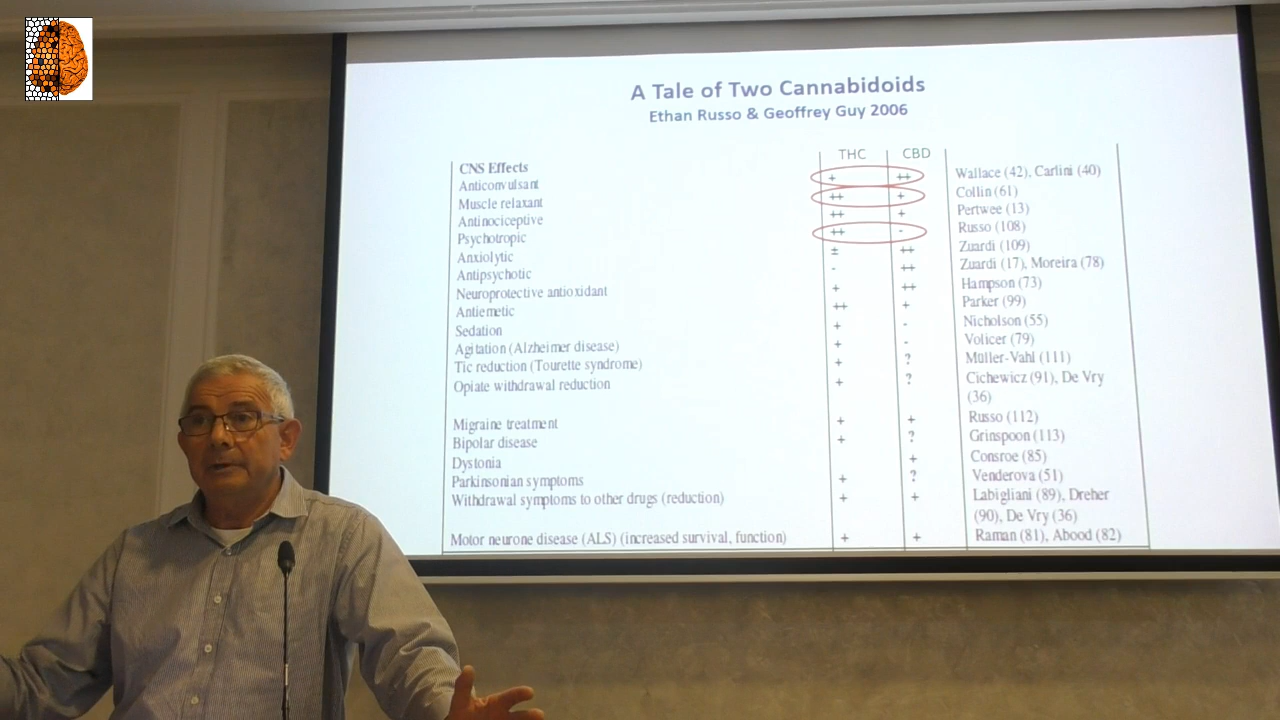 A Tale of Two Cannabidoids
Ethan Russo & Geoffrey Guy 2006
THC CBD
CNS Effects
Anticonvulsant + ++ Wallace (42), Carlini (40)
Muscle relaxant ++ + Collin (61)
Antinociceptive ++ + Pertwee (13)
Psychotropic ++ - Russo (108)
Anxiolytic ± ++ Zuardi (109)
Antipsychotic - ++ Zuardi (17), Moreira (78)
Neuroprotective antioxidant + ++ Hampson (73)
Antiemetic ++ + Parker (99)
Sedation + - Nicholson (55)
Agitation (Alzheimer disease) + - Volicer (79)
Tic reduction (Tourette syndrome) + ? Müller-Vahl (111)
Opiate withdrawal reduction + ? Cichewicz (91), De Vry
(36)
Migraine treatment + + Russo (112)
Bipolar disease + ? Grinspoon (113)
Dystonia + Consroe (85)
Parkinsonian symptoms + ? Venderova (51)
Withdrawal symptoms to other drugs (reduction) + + Labigliani (89), Dreher
(90), De Vry (36)
Motor neurone disease (ALS) (increased survival, function) + + Raman (81), Abood (82)